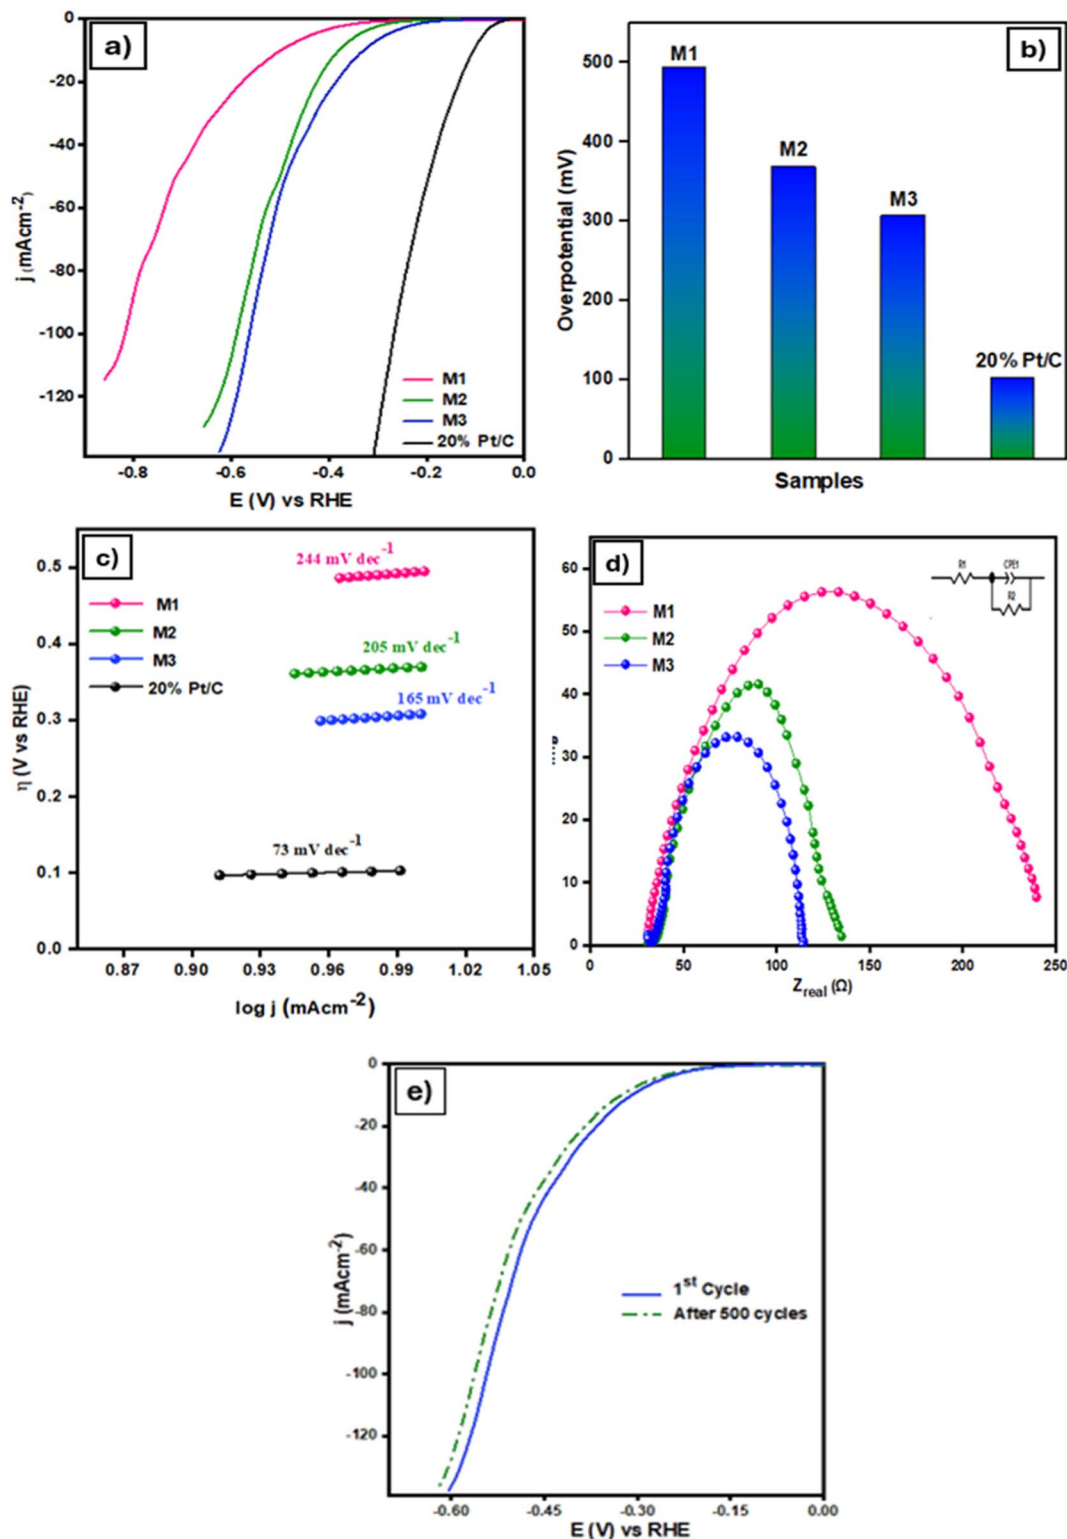 a)
0
-20
-40
-60
-80
-100
-120
j (mAcm-2)
M1
M2
M3
20% Pt/C
-0.8
-0.6
-0.4
-0.2
0.0
E (V) vs RHE
b)
500
400
300
200
100
0
Overpotential (mV)
M1
M2
M3
20% Pt/C
Samples
c)
0.5
0.4
0.3
0.2
0.1
0.0
η (V vs RHE)
244 mV dec-1
M1
M2
M3
20% Pt/C
205 mV dec-1
165 mV dec-1
73 mV dec-1
0.87
0.90
0.93
0.96
0.99
1.02
1.05
log j (mAcm-2)
d)
60
50
40
30
20
10
0
M1
M2
M3
R1
CPE1
R2
0
50
100
150
200
250
Zreal (Ω)
e)
0
-20
-40
-60
-80
-100
-120
j (mAcm-2)
1st Cycle
After 500 cycles
-0.60
-0.45
-0.30
-0.15
0.00
E (V) vs RHE